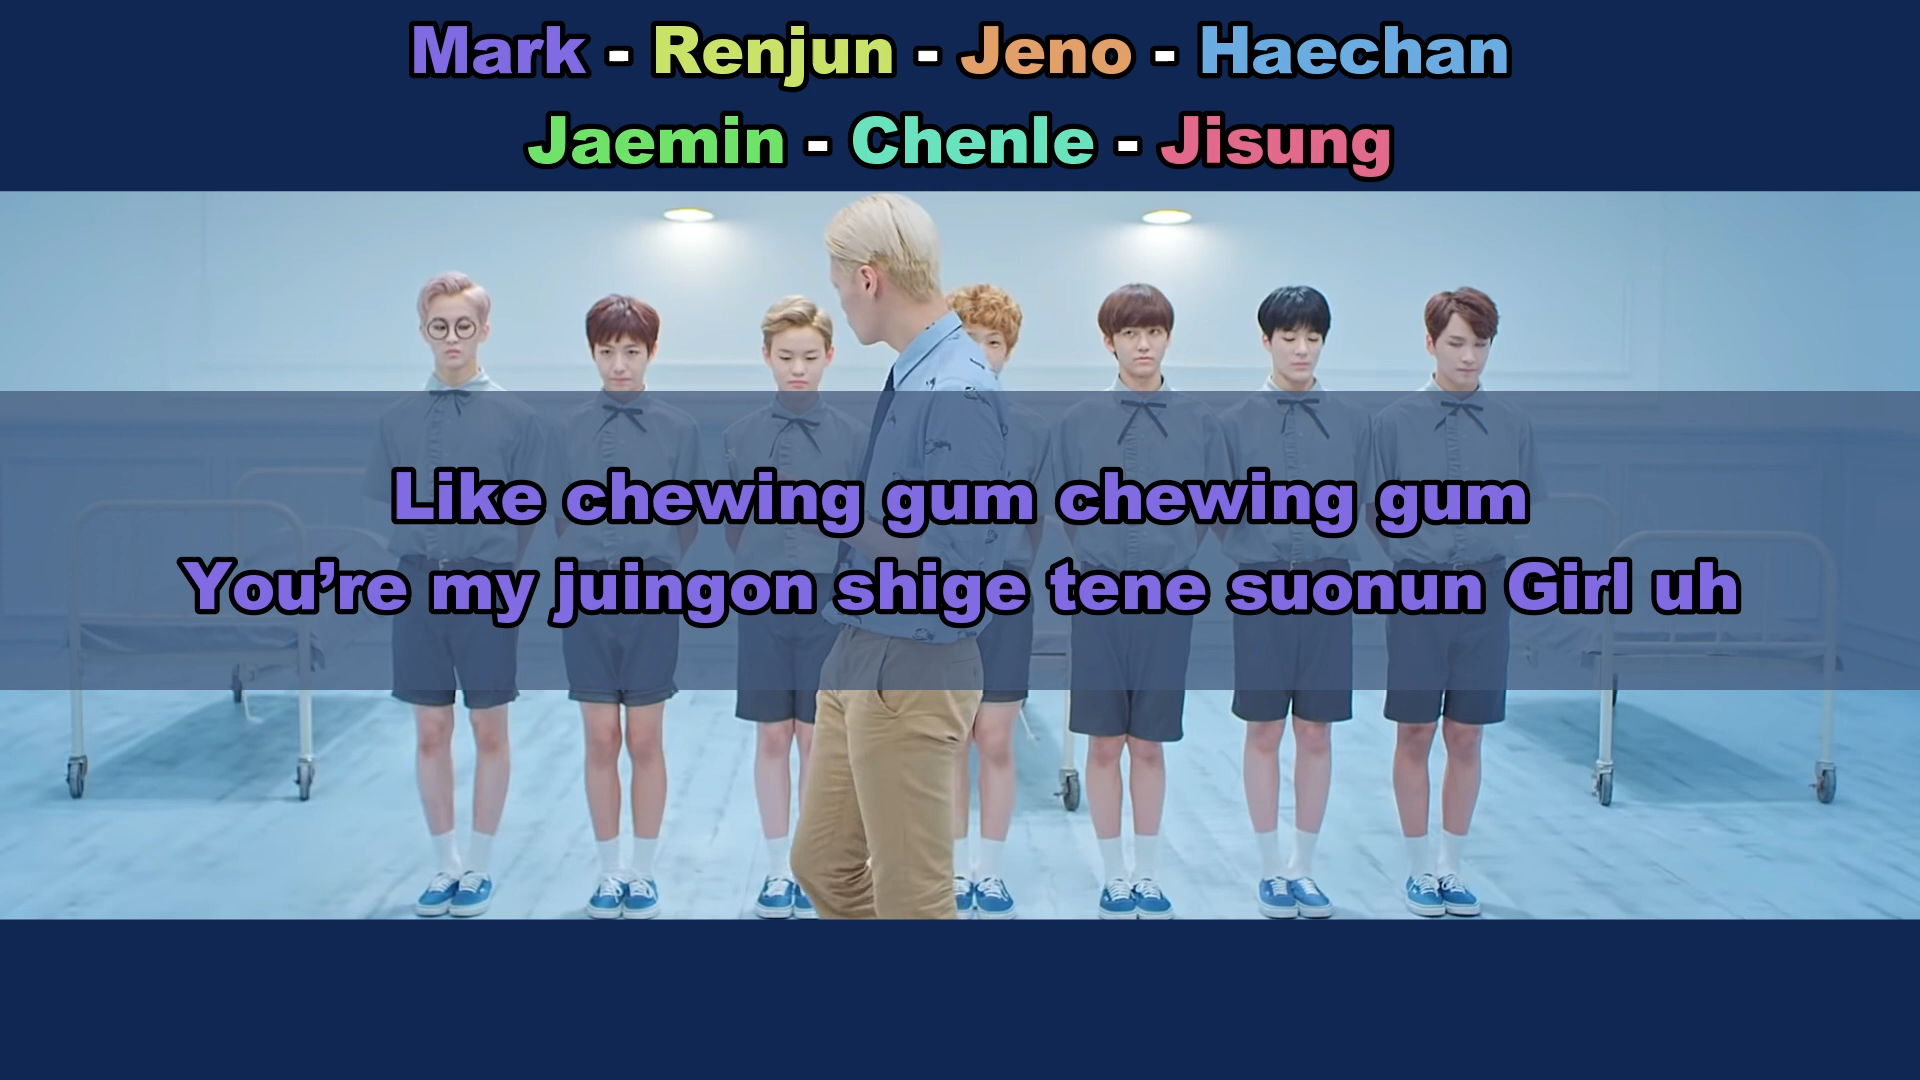 Mark - Renjun - Jeno - Haechan
Jaemin - Chenle - Jisung
Like chewing gum chewing gum
You're my juingon shige tene suonun Girl uh